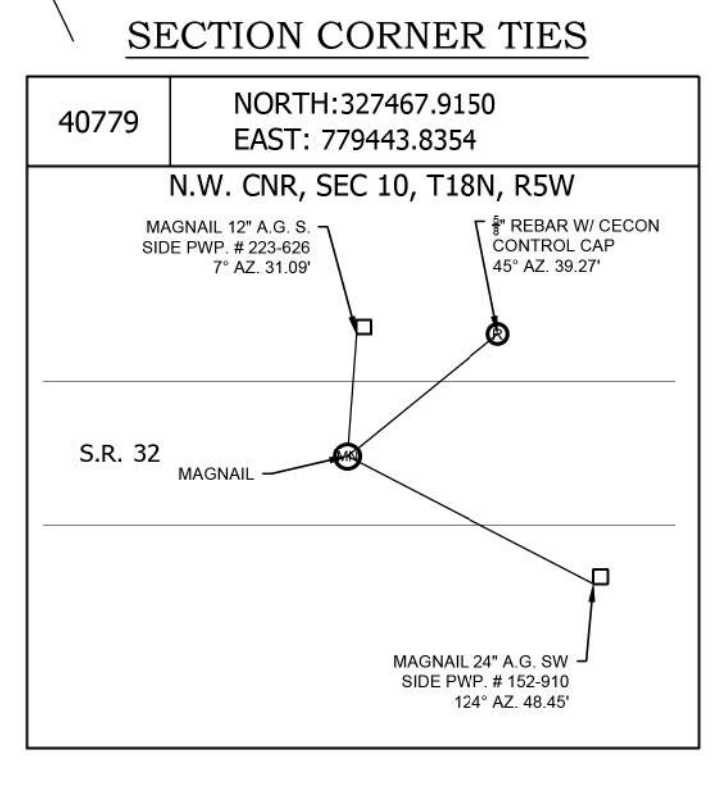 SECTION CORNER TIES
40779
NORTH:327467.9150
EAST: 779443.8354
N.W. CNR, SEC 10, T18N, R5W
MAGNAIL 12" A.G. S.
SIDE PWP. # 223-626
7° AZ. 31.09'
5/8" REBAR W/ CECON
CONTROL CAP
45° AZ. 39.27'
R
S.R. 32
MN
MAGNAIL
MAGNAIL 24" A.G. SW
SIDE PWP. # 152-910
124° AZ. 48.45'